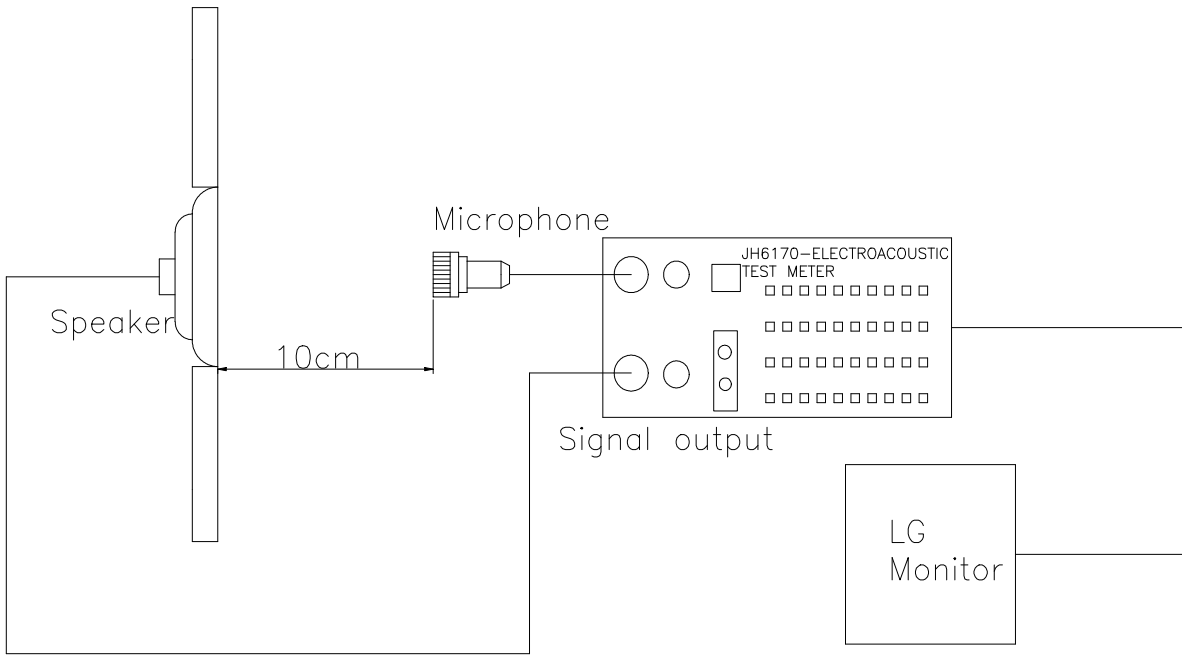 Microphone
JH6170-ELECTROACOUSTIC
TEST METER
Speaker
10cm
Signal output
LG
Monitor